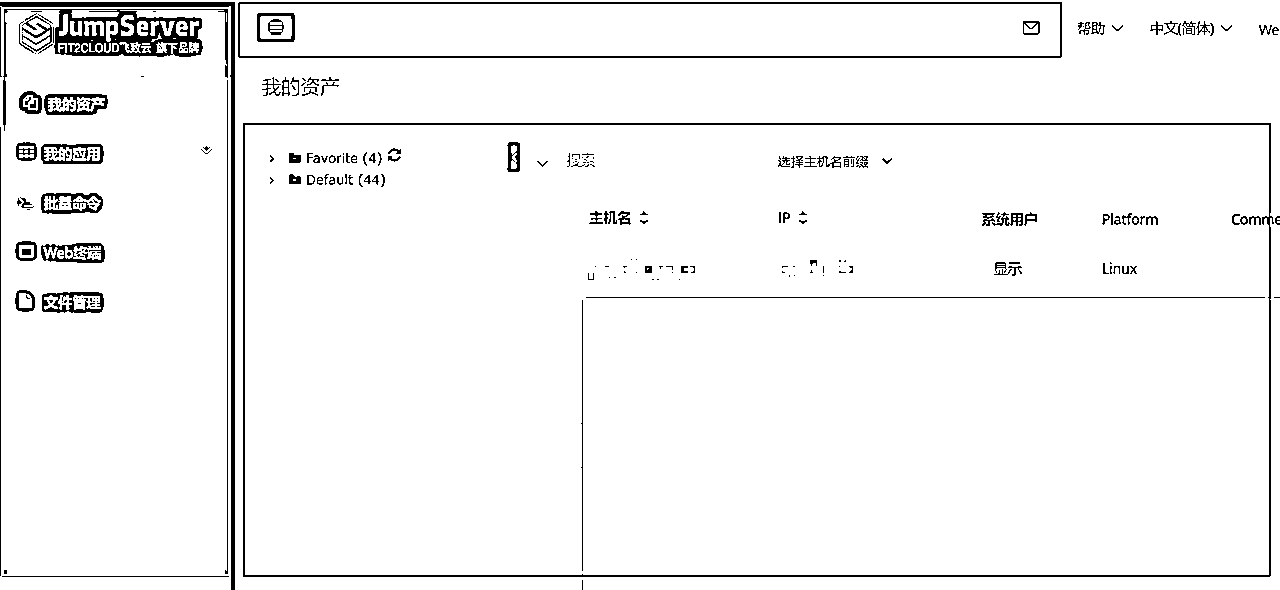 JumpServer
FIT2CLOUD飞致云 旗下品牌
我的资产
我的应用
批量命令
Web终端
文件管理
帮助 中文(简体) We
我的资产
Favorite (4)
Default (44)
搜索 选择主机名前缀
主机名 IP 系统用户 Platform Comme
显示 Linux